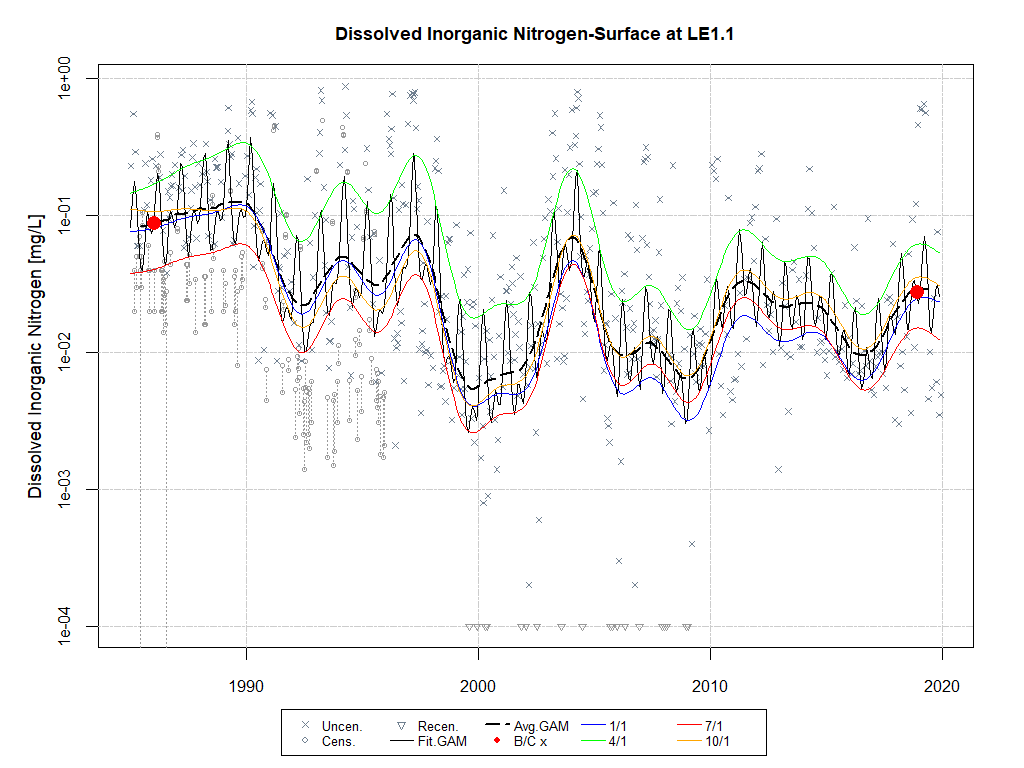 Dissolved Inorganic Nitrogen-Surface at LE1.1
Dissolved Inorganic Nitrogen [mg/L]
1e+00
1e-01
1e-02
1e-03
1e-04
1990 2000 2010 2020
Uncen. Recen. Avg.GAM 1/1 7/1
Cens. Fit.GAM B/C x 4/1 10/1